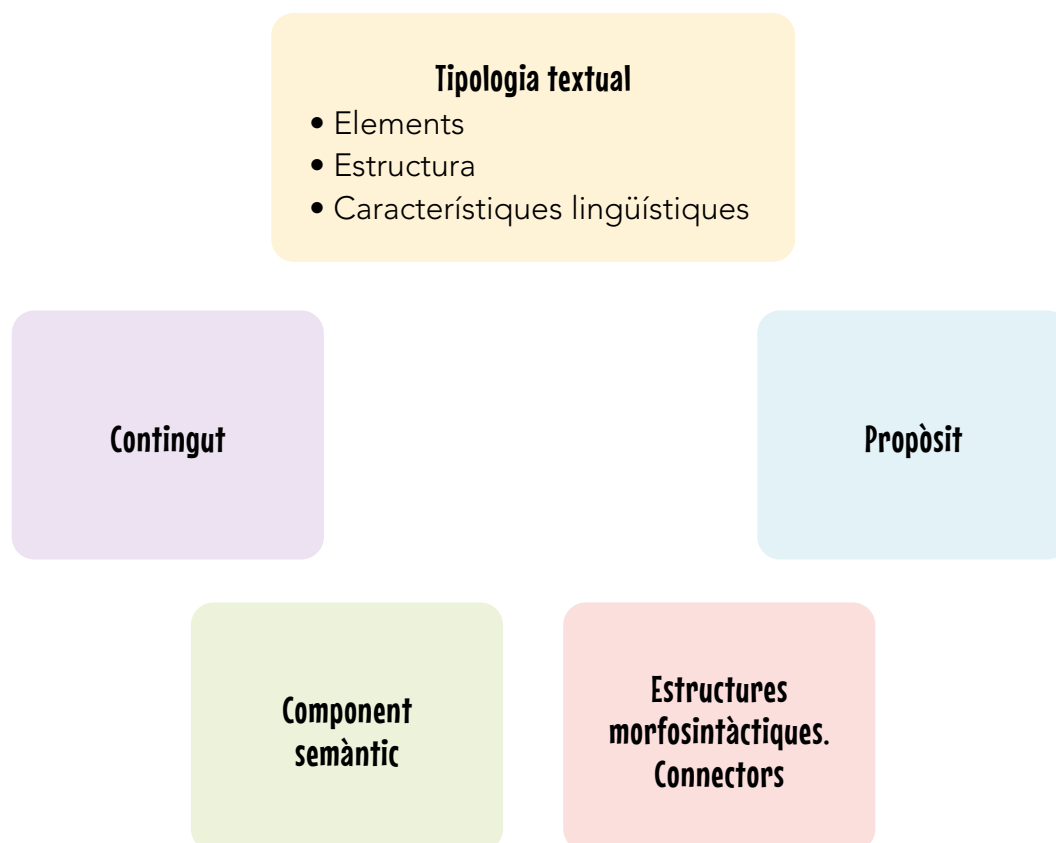 Tipologia textual
• Elements
• Estructura
• Característiques lingüístiques
Contingut
Propòsit
Component
semàntic
Estructures
morfosintàctiques.
Connectors